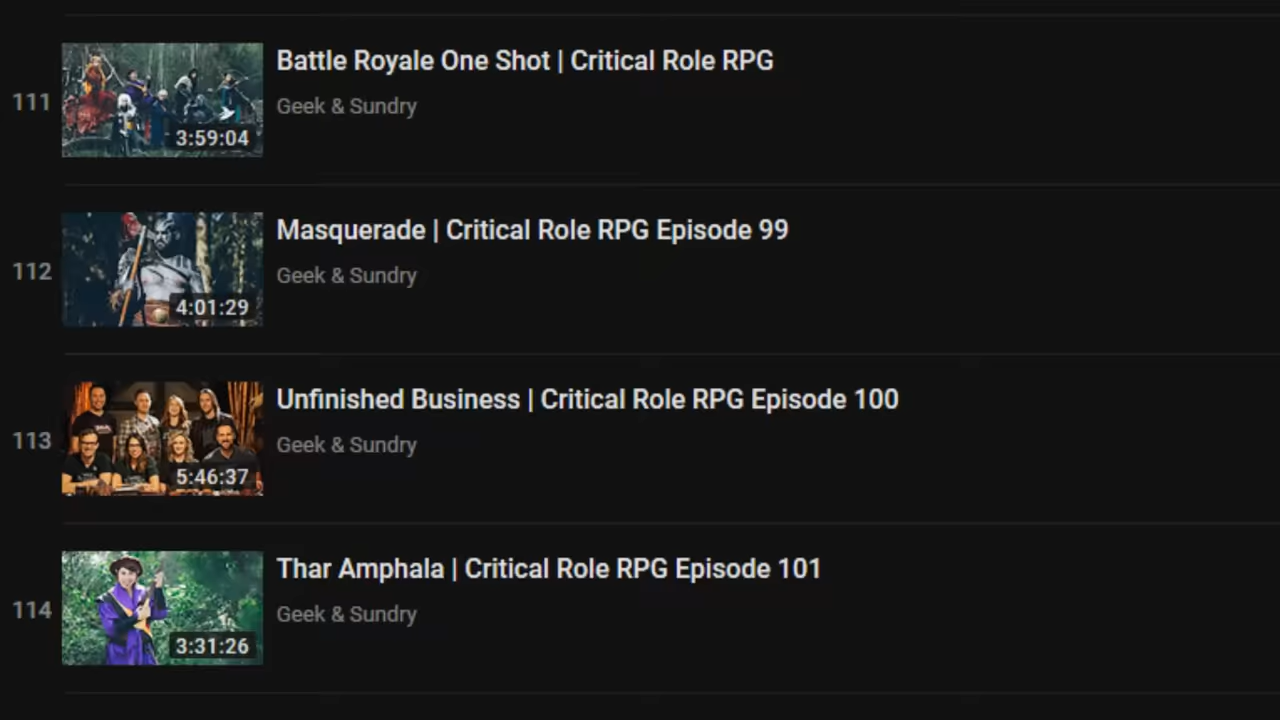 Battle Royale One Shot | Critical Role RPG
111
Geek & Sundry
3:59:04
Masquerade | Critical Role RPG Episode 99
112
Geek & Sundry
4:01:29
Unfinished Business | Critical Role RPG Episode 100
113
Geek & Sundry
5:46:37
Thar Amphala | Critical Role RPG Episode 101
114
Geek & Sundry
3:31:26